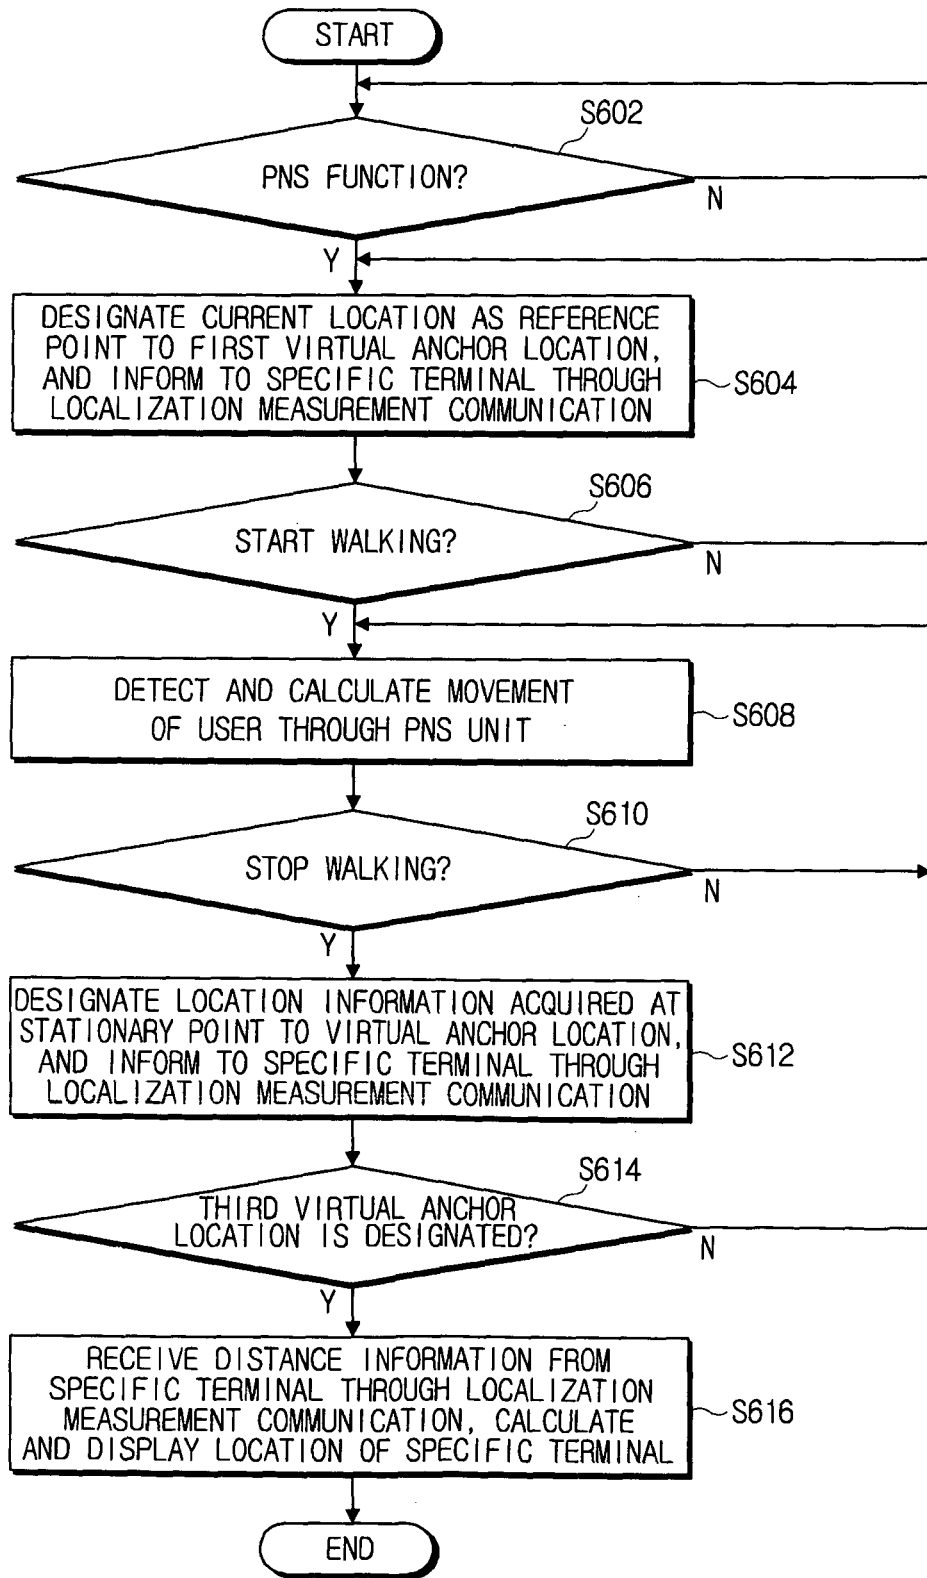 START
S602
PNS FUNCTION?
N
Y
DESIGNATE CURRENT LOCATION AS REFERENCE
POINT TO FIRST VIRTUAL ANCHOR LOCATION,
AND INFORM TO SPECIFIC TERMINAL THROUGH
LOCALIZATION MEASUREMENT COMMUNICATION
S604
S606
START WALKING?
N
Y
DETECT AND CALCULATE MOVEMENT
OF USER THROUGH PNS UNIT
S608
S610
STOP WALKING?
N
Y
DESIGNATE LOCATION INFORMATION ACQUIRED AT
STATIONARY POINT TO VIRTUAL ANCHOR LOCATION,
AND INFORM TO SPECIFIC TERMINAL THROUGH
LOCALIZATION MEASUREMENT COMMUNICATION
S612
S614
THIRD VIRTUAL ANCHOR
LOCATION IS DESIGNATED?
N
Y
RECEIVE DISTANCE INFORMATION FROM
SPECIFIC TERMINAL THROUGH LOCALIZATION
MEASUREMENT COMMUNICATION, CALCULATE
AND DISPLAY LOCATION OF SPECIFIC TERMINAL
S616
END